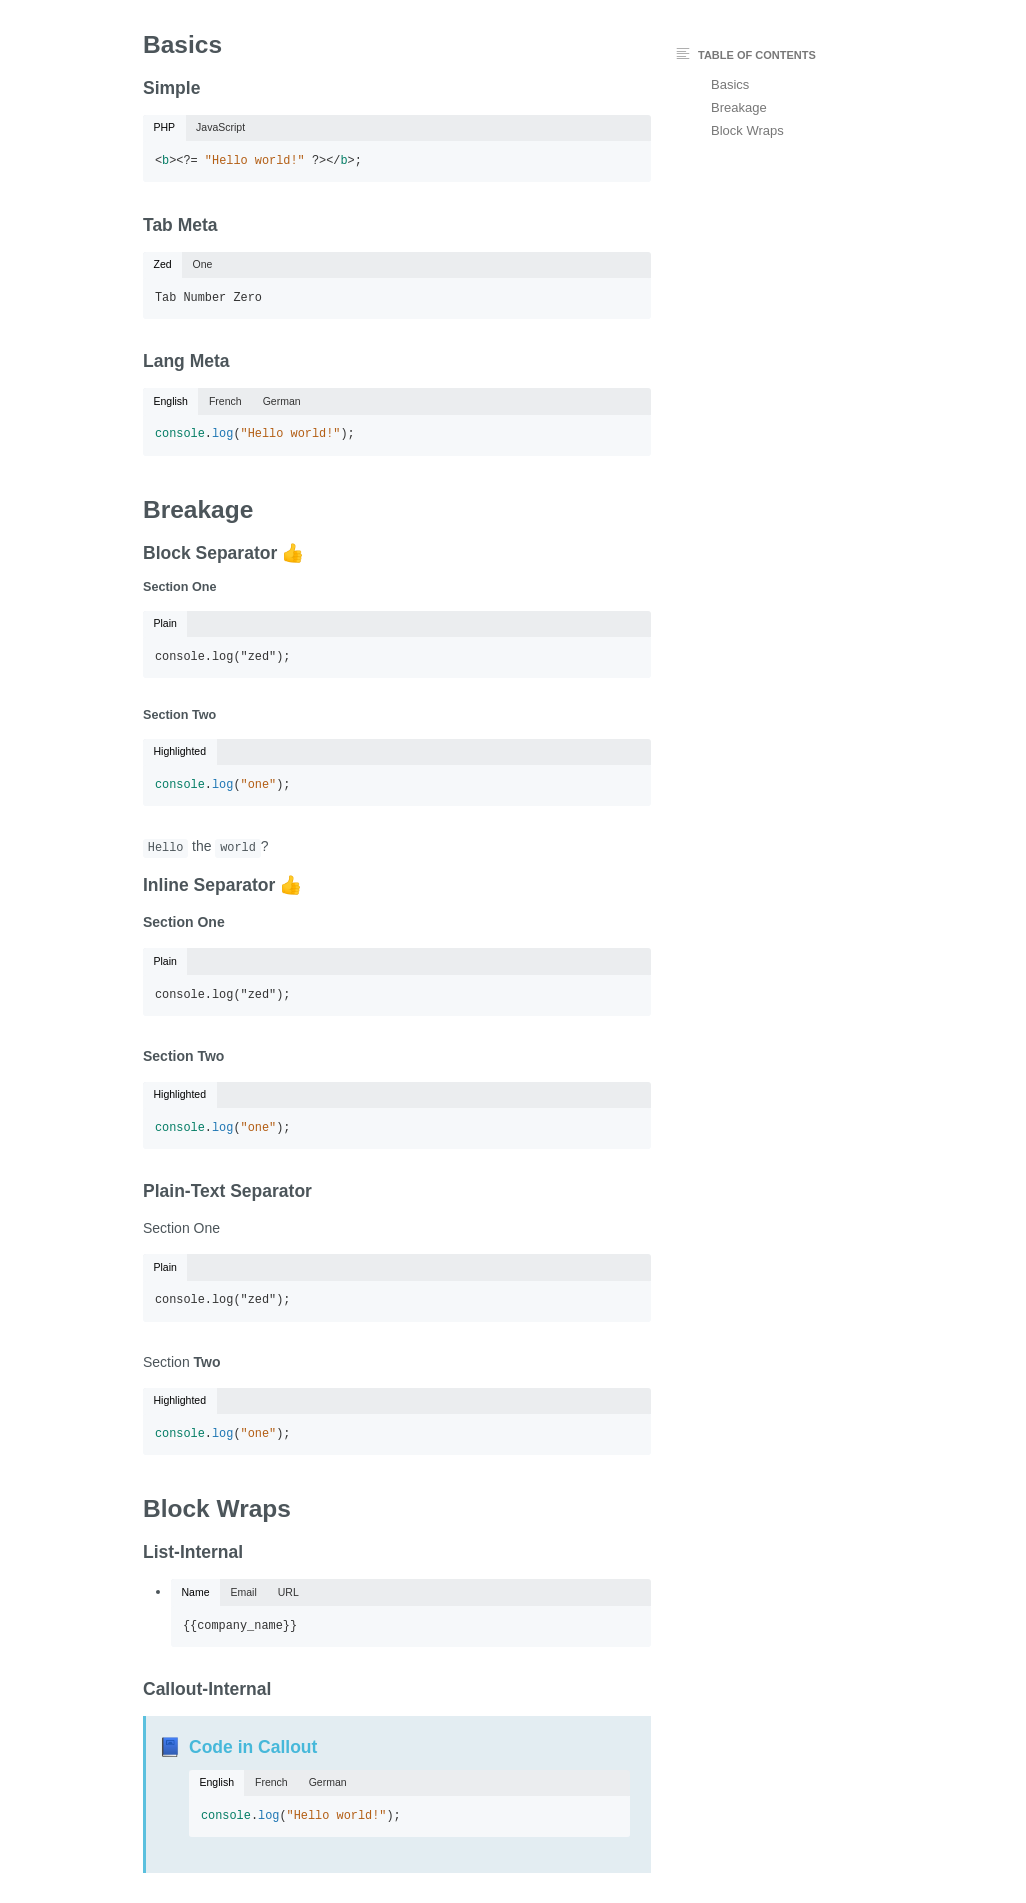 Basics
Simple
PHP JavaScript
<b><?= "Hello world!" ?></b>;
Tab Meta
Zed One
Tab Number Zero
Lang Meta
English French German
console.log("Hello world!");
Breakage
Block Separator 👍
Section One
Plain
console.log("zed");
Section Two
Highlighted
console.log("one");
Hello the world?
Inline Separator 👍
Section One
Plain
console.log("zed");
Section Two
Highlighted
console.log("one");
Plain-Text Separator
Section One
Plain
console.log("zed");
Section Two
Highlighted
console.log("one");
Block Wraps
List-Internal
Name Email URL
{{company_name}}
Callout-Internal
📘 Code in Callout
English French German
console.log("Hello world!");
TABLE OF CONTENTS
Basics
Breakage
Block Wraps